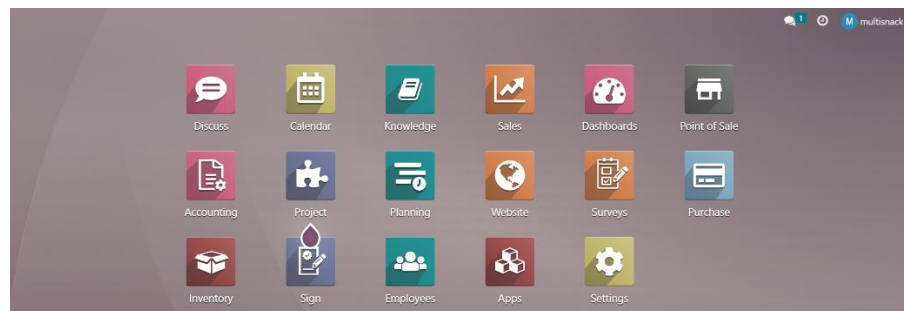 1 M multisnack
Discuss Calendar Knowledge Sales Dashboards Point of Sale
Accounting Project Planning Website Surveys Purchase
Inventory Sign Employees Apps Settings